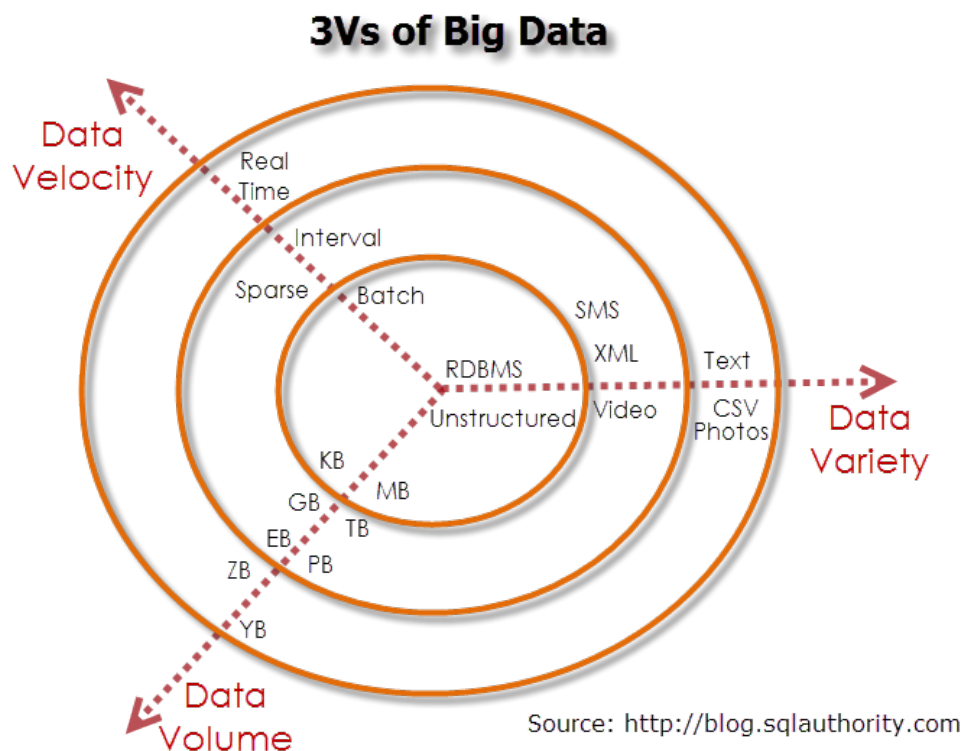 3Vs of Big Data
Data
Velocity
Real
Time
Interval
Sparse
Batch
SMS
XML
RDBMS
Text
Unstructured
Video
CSV
Photos
Data
Variety
KB
MB
GB
TB
EB
PB
ZB
YB
Data
Volume
Source: http://blog.sqlauthority.com